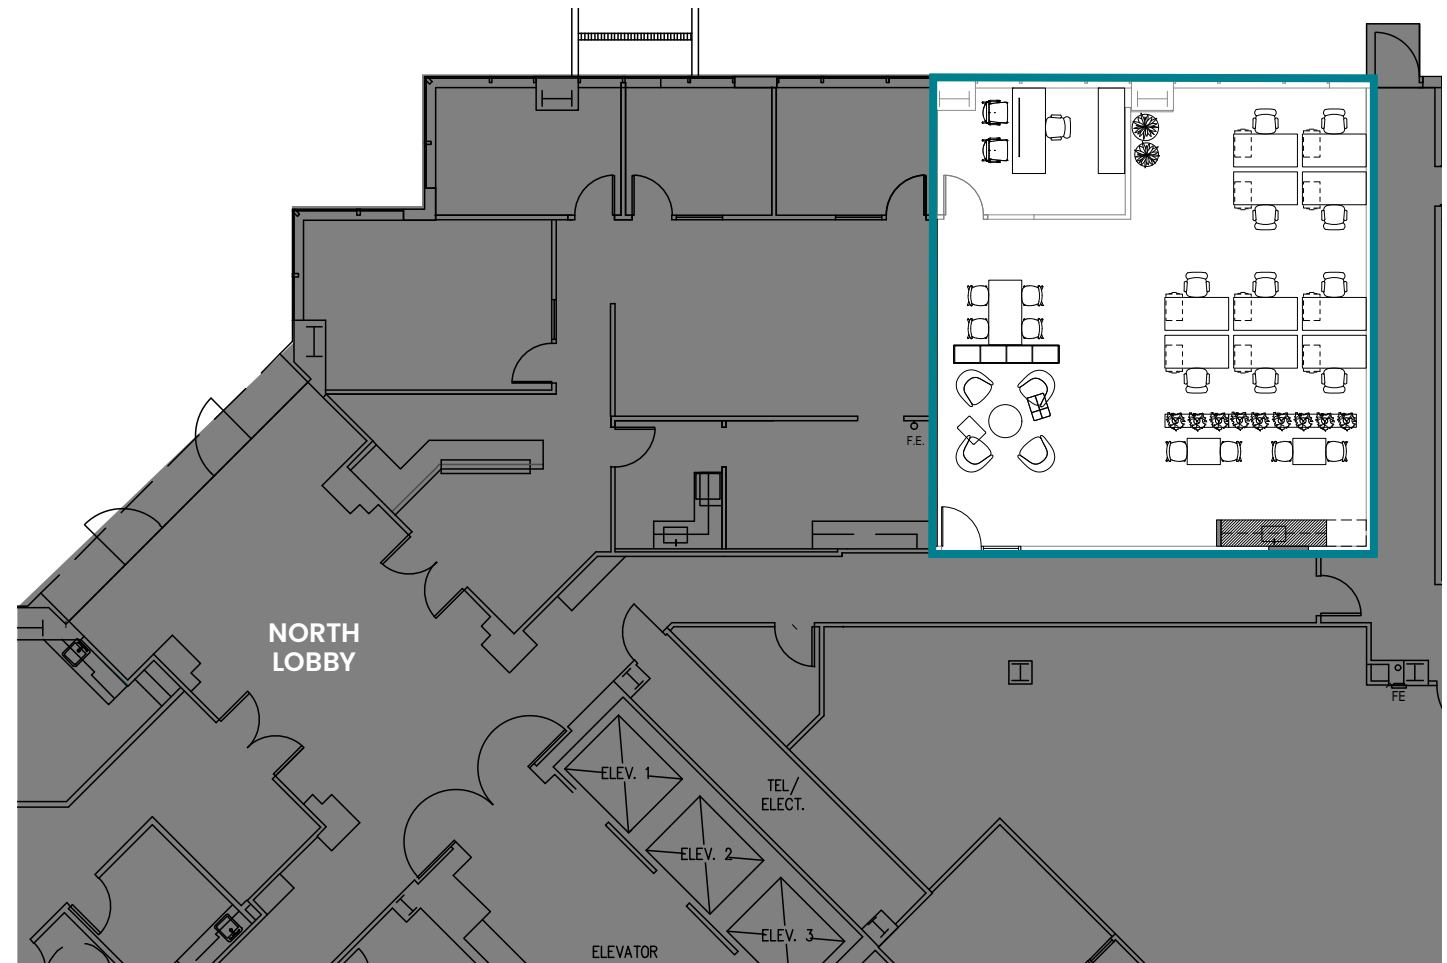 F.E.
NORTH
LOBBY
FE
ELEV. 1
TEL/
ELECT.
ELEV. 2
ELEV. 3
ELEVATOR